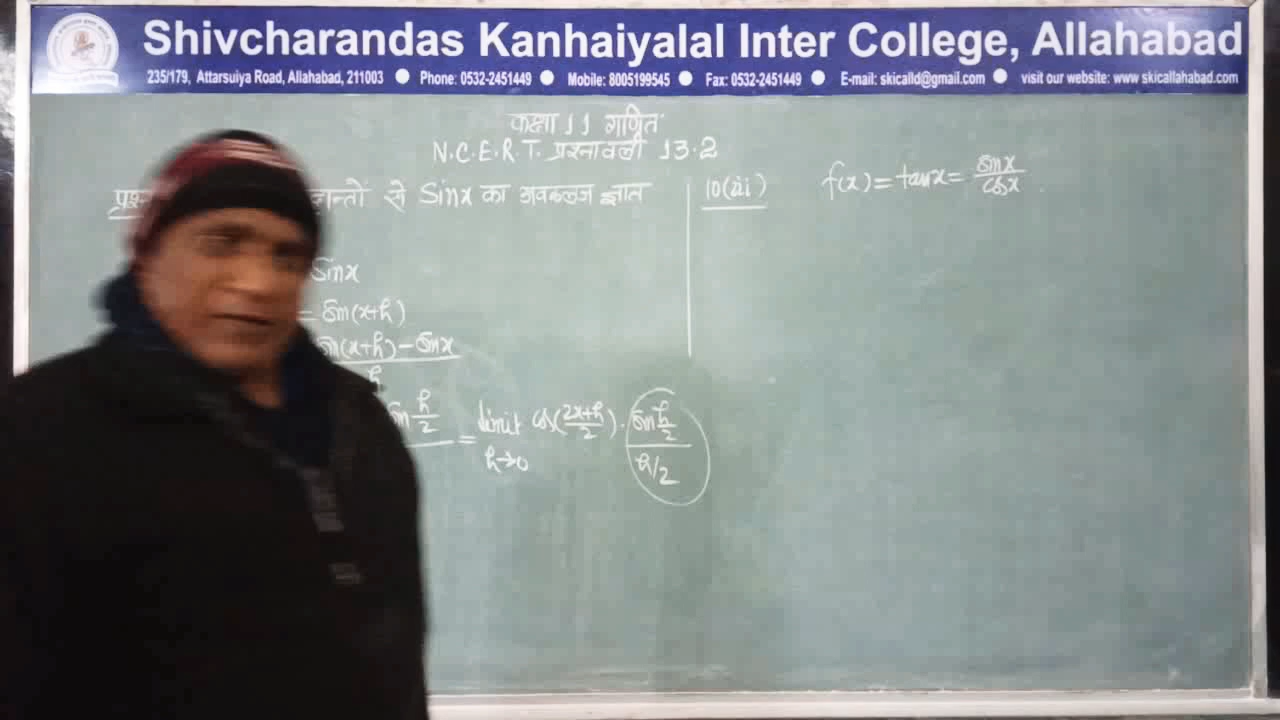 Shivcharandas Kanhaiyalal Inter College, Allahabad
235/179, Attarsuiya Road, Allahabad, 211003 ● Phone: 0532-2451449 ● Mobile: 8005199545 ● Fax: 0532-2451449 ● E-mail: skicalld@gmail.com ● visit our website: www.skicallahabad.com
कक्षा 11 गणित
N.C.E.R.T. प्रश्नावली 13.2
से Sinx का अवकलज ज्ञात
Sinx
= Sin(x+h)
Sin(x+h) - Sinx
h
Sin h/2 = limit h→0 cos(2x+h/2) . Sin h/2 / h/2
10(ii) f(x) = tanx = sinx/cosx